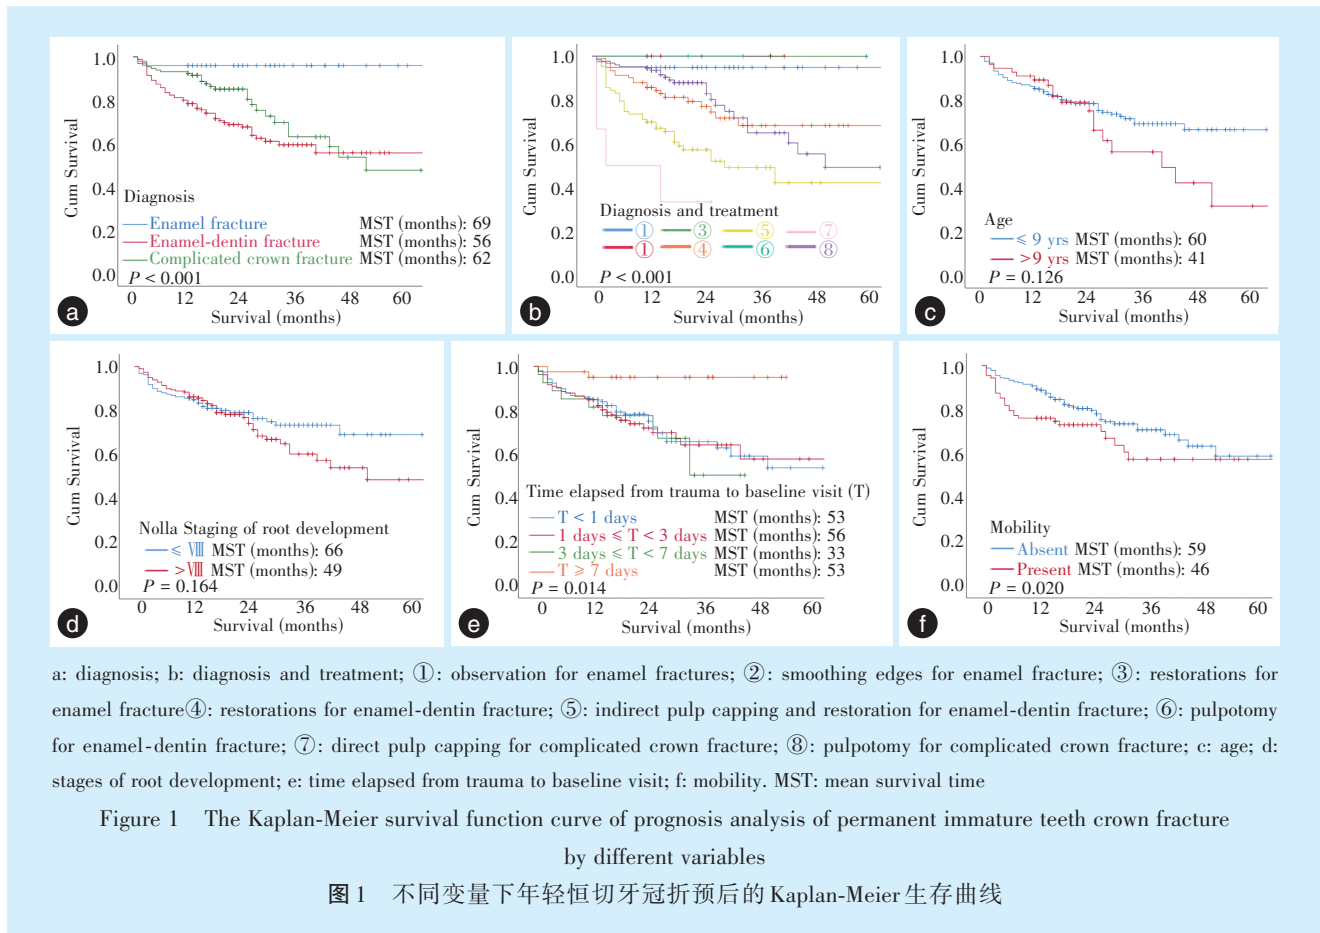 1.0
0.8
0.6
0.4
0.2
0.0
Cum Survival
Diagnosis
Enamel fracture MST (months): 69
Enamel-dentin fracture MST (months): 56
Complicated crown fracture MST (months): 62
P < 0.001
0 12 24 36 48 60
Survival (months)
a
1.0
0.8
0.6
0.4
0.2
0.0
Cum Survival
Diagnosis and treatment
① ③ ⑤ ⑦
① ④ ⑥ ⑧
P < 0.001
0 12 24 36 48 60
Survival (months)
b
1.0
0.8
0.6
0.4
0.2
0.0
Cum Survival
Age
≤ 9 yrs MST (months): 60
>9 yrs MST (months): 41
P = 0.126
0 12 24 36 48 60
Survival (months)
c
1.0
0.8
0.6
0.4
0.2
0.0
Cum Survival
Nolla Staging of root development
≤ Ⅷ MST (months): 66
>Ⅷ MST (months): 49
P = 0.164
0 12 24 36 48 60
Survival (months)
d
1.0
0.8
0.6
0.4
0.2
0.0
Cum Survival
Time elapsed from trauma to baseline visit (T)
T < 1 days MST (months): 53
1 days ≤ T < 3 days MST (months): 56
3 days ≤ T < 7 days MST (months): 33
T ≥ 7 days MST (months): 53
P = 0.014
0 12 24 36 48 60
Survival (months)
e
1.0
0.8
0.6
0.4
0.2
0.0
Cum Survival
Mobility
Absent MST (months): 59
Present MST (months): 46
P = 0.020
0 12 24 36 48 60
Survival (months)
f
a: diagnosis; b: diagnosis and treatment; ①: observation for enamel fractures; ②: smoothing edges for enamel fracture; ③: restorations for
enamel fracture④: restorations for enamel-dentin fracture; ⑤: indirect pulp capping and restoration for enamel-dentin fracture; ⑥: pulpotomy
for enamel-dentin fracture; ⑦: direct pulp capping for complicated crown fracture; ⑧: pulpotomy for complicated crown fracture; c: age; d:
stages of root development; e: time elapsed from trauma to baseline visit; f: mobility. MST: mean survival time
Figure 1 The Kaplan-Meier survival function curve of prognosis analysis of permanent immature teeth crown fracture
by different variables
图1 不同变量下年轻恒切牙冠折预后的Kaplan-Meier生存曲线